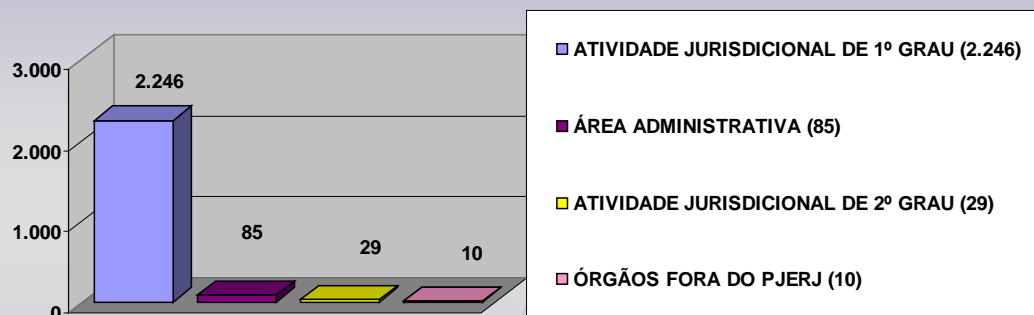 3.000
2.000
1.000
0
2.246
85
29
10
ATIVIDADE JURISDICIONAL DE 1º GRAU (2.246)
ÁREA ADMINISTRATIVA (85)
ATIVIDADE JURISDICIONAL DE 2º GRAU (29)
ÓRGÃOS FORA DO PJERJ (10)